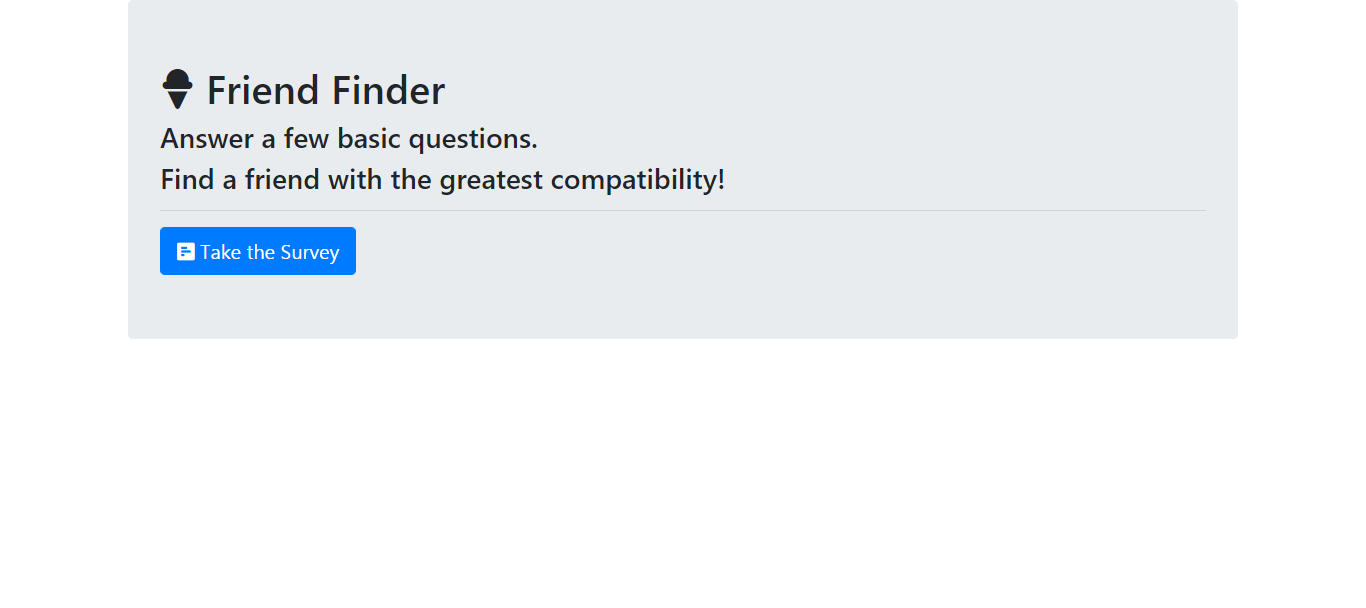 Friend Finder
Answer a few basic questions.
Find a friend with the greatest compatibility!
Take the Survey